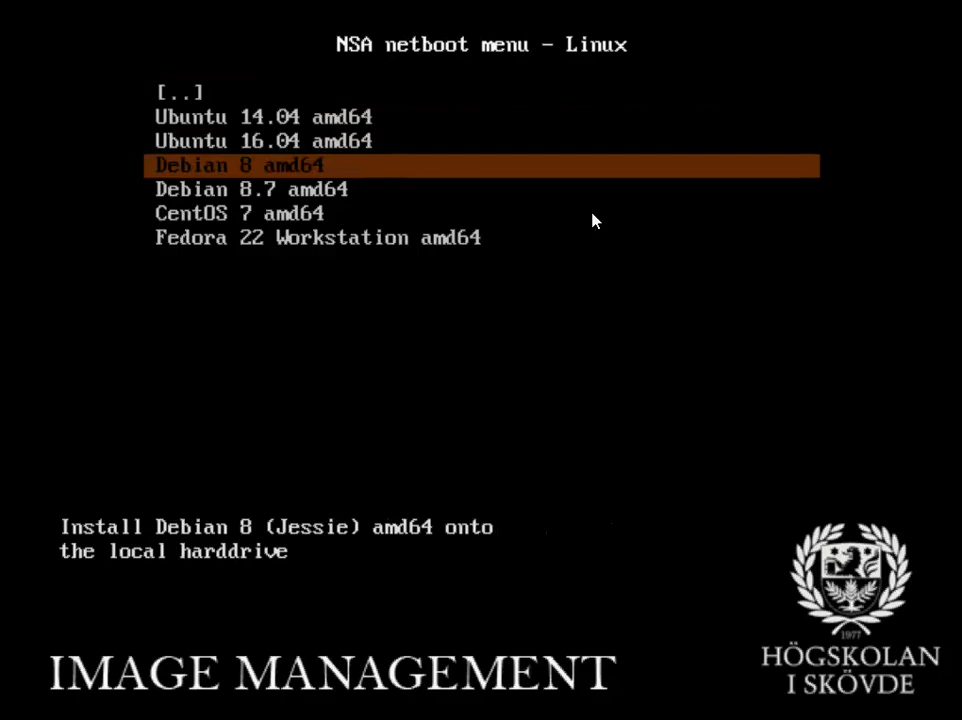 NSA netboot menu - Linux
[..]
Ubuntu 14.04 amd64
Ubuntu 16.04 amd64
Debian 8 amd64
Debian 8.7 amd64
CentOS 7 amd64
Fedora 22 Workstation amd64
Install Debian 8 (Jessie) amd64 onto
the local harddrive
1977
IMAGE MANAGEMENT
HÖGSKOLAN
I SKÖVDE